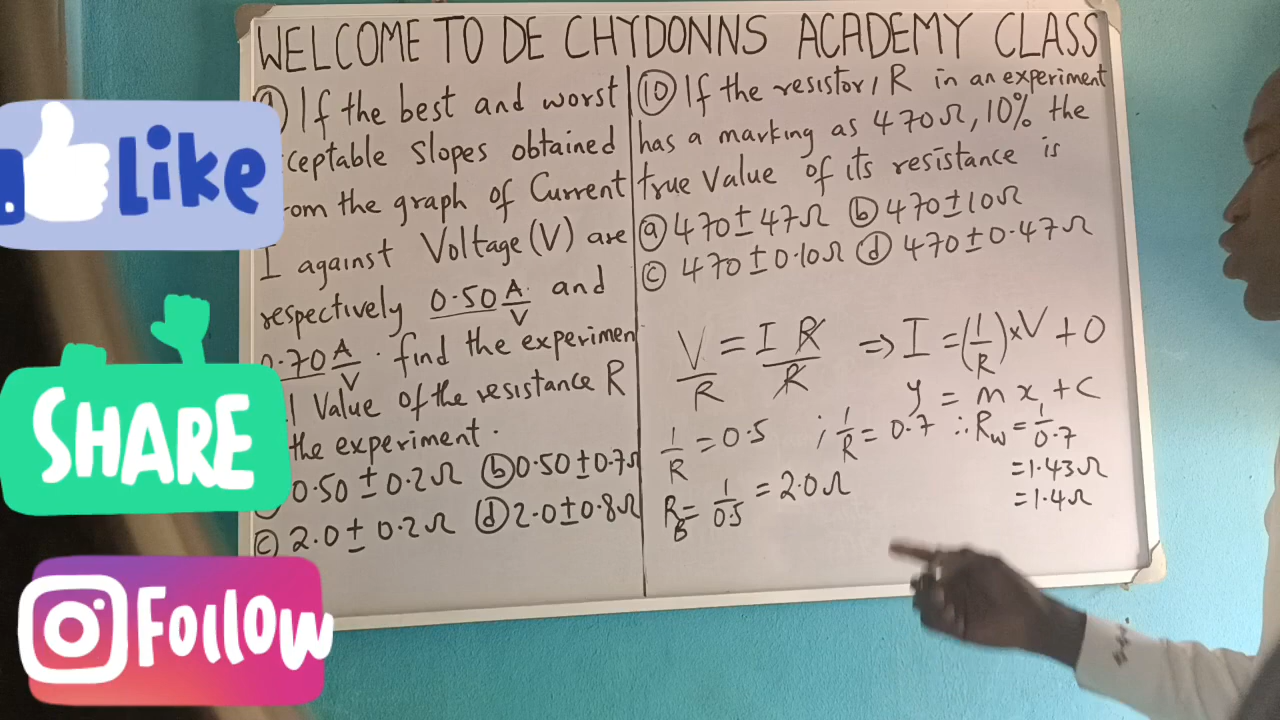 WELCOME TO DE CHYDONNS ACADEMY CLASS
If the best and worst
ceptable slopes obtained
rom the graph of Current
I against Voltage (V) are
respectively 0.50 A/V and
0.70 A/V. find the experimen
l Value of the resistance R
the experiment.
0.50 ± 0.2Ω (b) 0.50 ± 0.7Ω
(c) 2.0 ± 0.2Ω (d) 2.0 ± 0.8Ω
(10) If the resistor, R in an experiment
has a marking as 470Ω, 10% the
true Value of its resistance is
(a) 470 ± 47Ω (b) 470 ± 10Ω
(c) 470 ± 0.10Ω (d) 470 ± 0.47Ω
V/R = IR/R ⇒ I = (1/R) × V + 0
y = m x + c
1/R = 0.5 ; 1/R = 0.7 ∴ R_W = 1/0.7
= 1.43Ω
R_B = 1/0.5 = 2.0Ω
= 1.4Ω
Like
SHARE
Follow